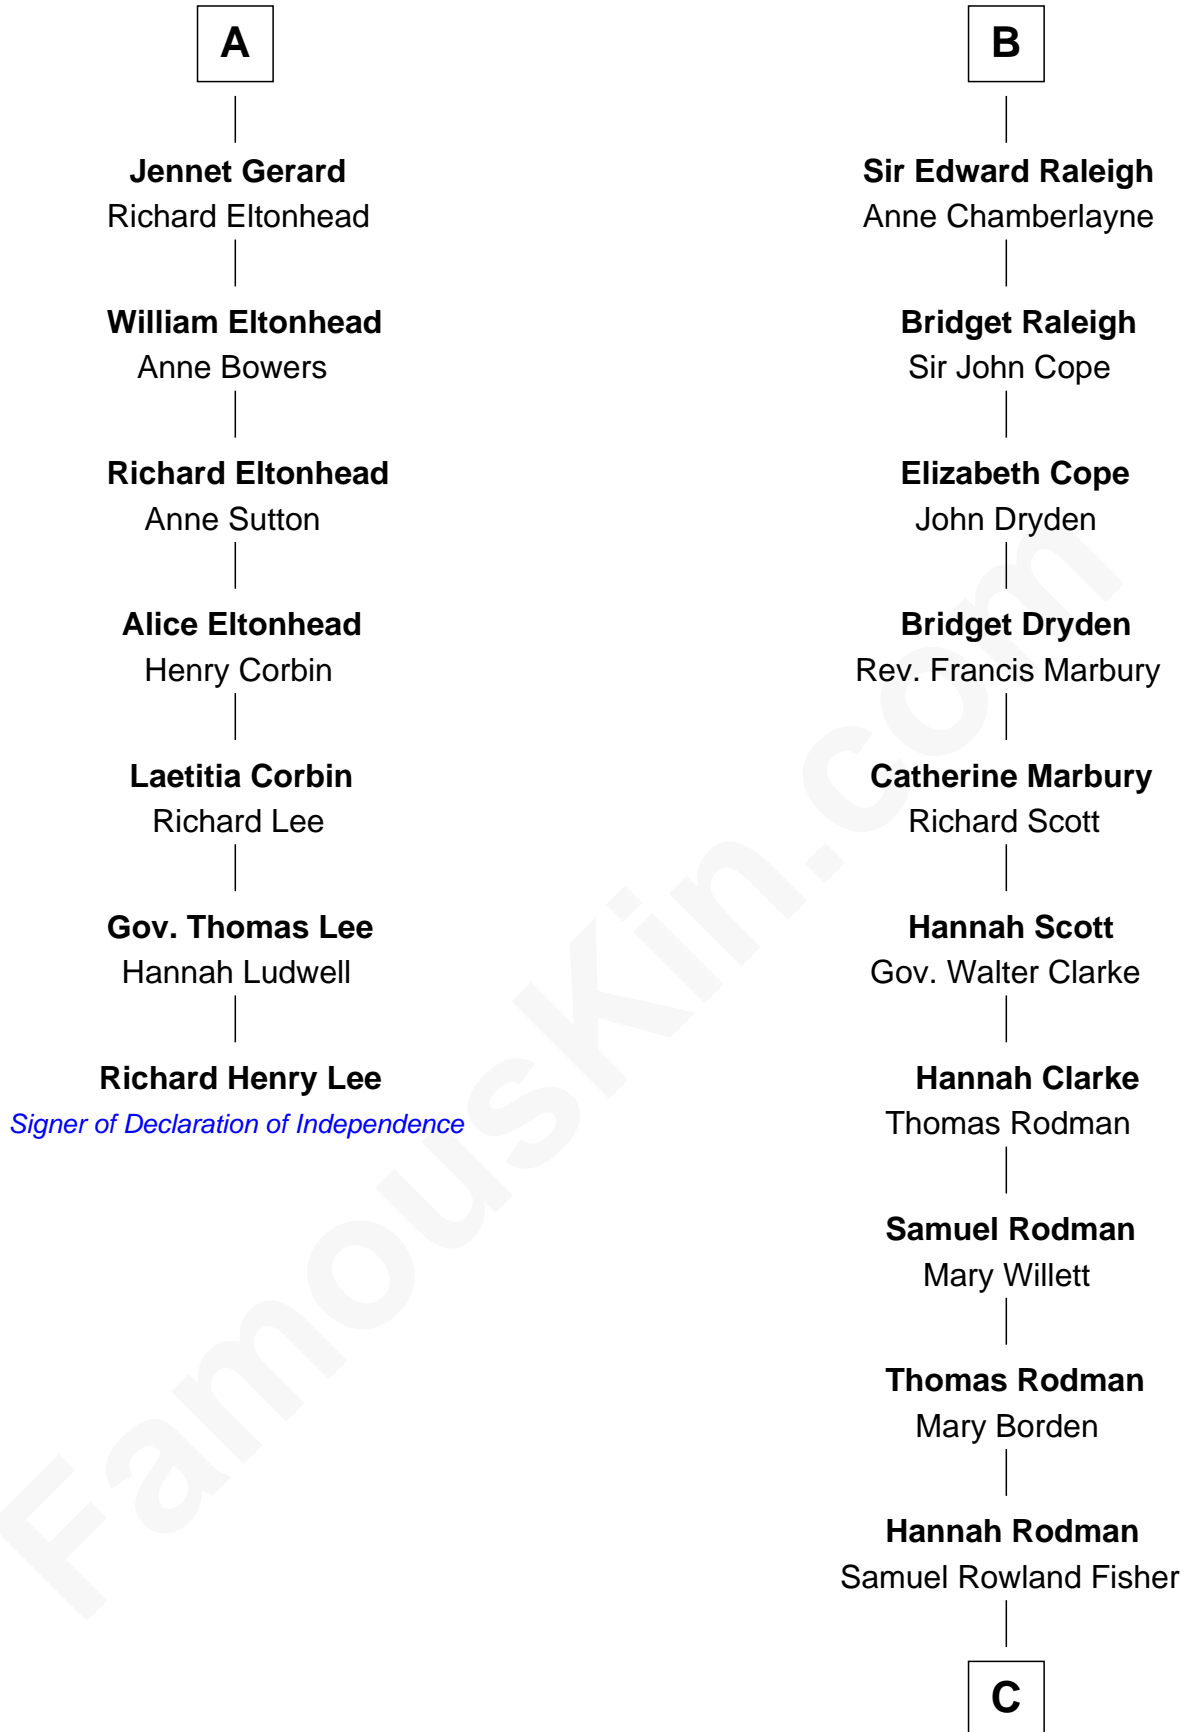 A
Jennet Gerard
Richard Eltonhead
William Eltonhead
Anne Bowers
Richard Eltonhead
Anne Sutton
Alice Eltonhead
Henry Corbin
Laetitia Corbin
Richard Lee
Gov. Thomas Lee
Hannah Ludwell
Richard Henry Lee
Signer of Declaration of Independence
B
Sir Edward Raleigh
Anne Chamberlayne
Bridget Raleigh
Sir John Cope
Elizabeth Cope
John Dryden
Bridget Dryden
Rev. Francis Marbury
Catherine Marbury
Richard Scott
Hannah Scott
Gov. Walter Clarke
Hannah Clarke
Thomas Rodman
Samuel Rodman
Mary Willett
Thomas Rodman
Mary Borden
Hannah Rodman
Samuel Rowland Fisher
C
FamousKin.com